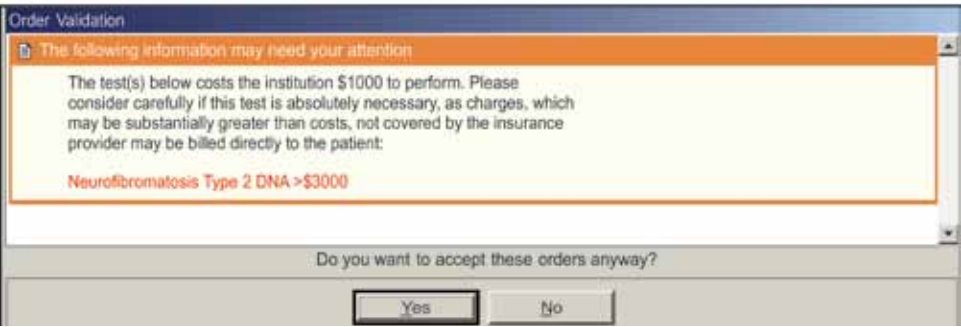 Order Validation
The following information may need your attention
The test(s) below costs the institution $1000 to perform. Please
consider carefully if this test is absolutely necessary, as charges, which
may be substantially greater than costs, not covered by the insurance
provider may be billed directly to the patient:
Neurofibromatosis Type 2 DNA >$3000
Do you want to accept these orders anyway?
Yes No